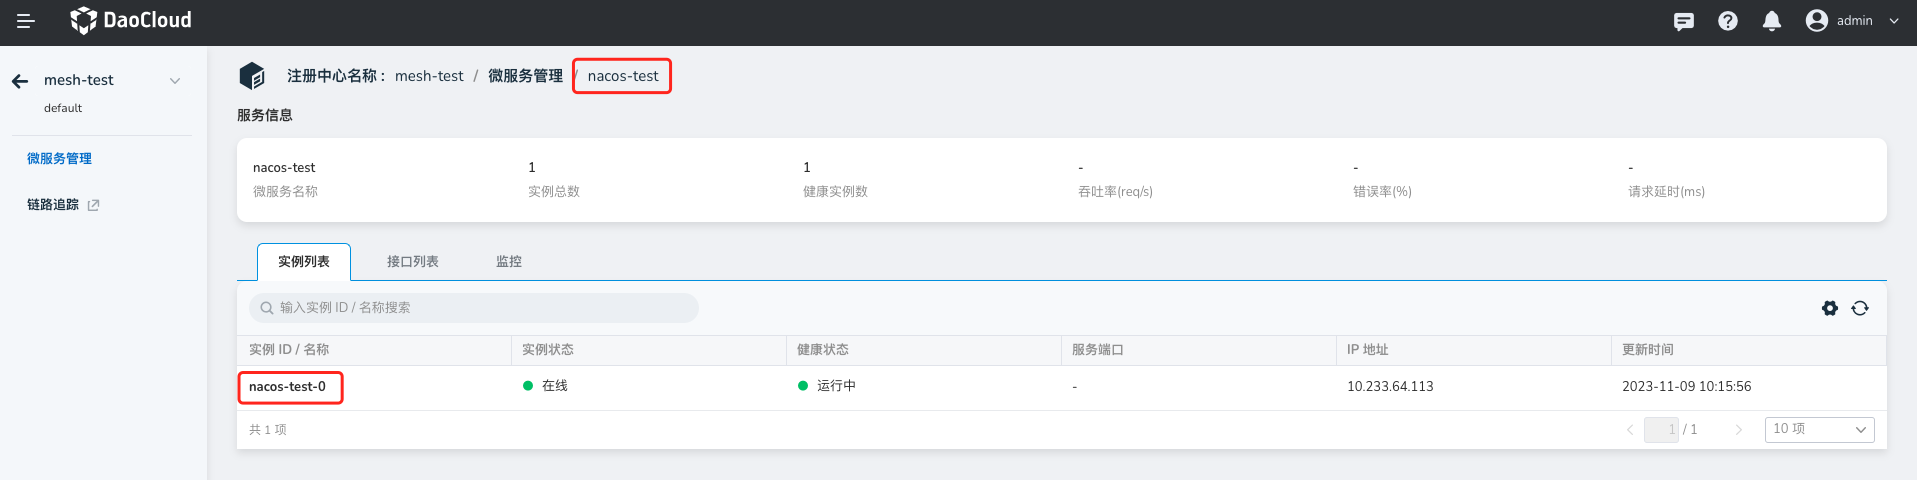 DaoCloud
admin
mesh-test
default
微服务管理
链路追踪
注册中心名称： mesh-test / 微服务管理 / nacos-test
服务信息
nacos-test 1 1 - - -
微服务名称 实例总数 健康实例数 吞吐率(req/s) 错误率(%) 请求延时(ms)
实例列表 接口列表 监控
输入实例 ID / 名称搜索
实例 ID / 名称 实例状态 健康状态 服务端口 IP 地址 更新时间
nacos-test-0 在线 运行中 - 10.233.64.113 2023-11-09 10:15:56
共 1 项 1 / 1 10 项